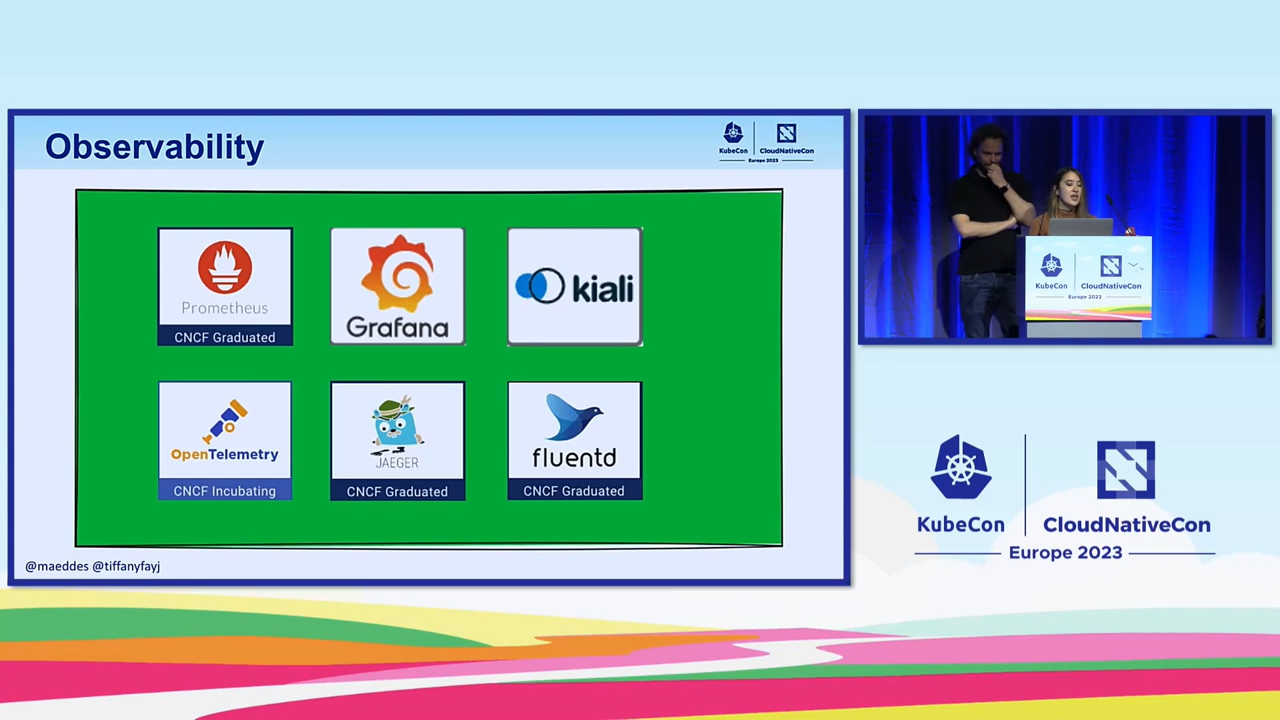 Observability
KubeCon
CloudNativeCon
Europe 2023
Prometheus
CNCF Graduated
Grafana
kiali
OpenTelemetry
CNCF Incubating
JAEGER
CNCF Graduated
fluentd
CNCF Graduated
@maeddes @tiffanyfayj
KubeCon
CloudNativeCon
Europe 2023
KubeCon
CloudNativeCon
Europe 2023